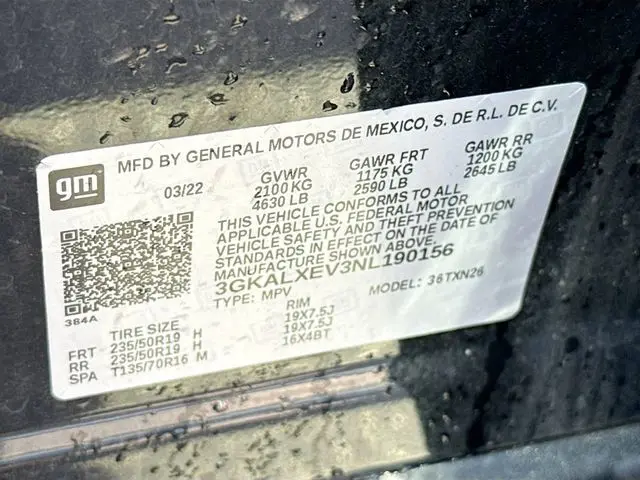 MFD BY GENERAL MOTORS DE MEXICO, S. DE R.L. DE C.V.
gm
03/22 GVWR GAWR FRT GAWR RR
2100 KG 1175 KG 1200 KG
4630 LB 2590 LB 2645 LB
THIS VEHICLE CONFORMS TO ALL
APPLICABLE U.S. FEDERAL MOTOR
VEHICLE SAFETY AND THEFT PREVENTION
STANDARDS IN EFFECT ON THE DATE OF
MANUFACTURE SHOWN ABOVE.
3GKALXEV3NL190156
TYPE: MPV MODEL: 36TXN26
384A
TIRE SIZE RIM
FRT 235/50R19 H 19X7.5J
RR 235/50R19 H 19X7.5J
SPA T135/70R16 M 16X4BT